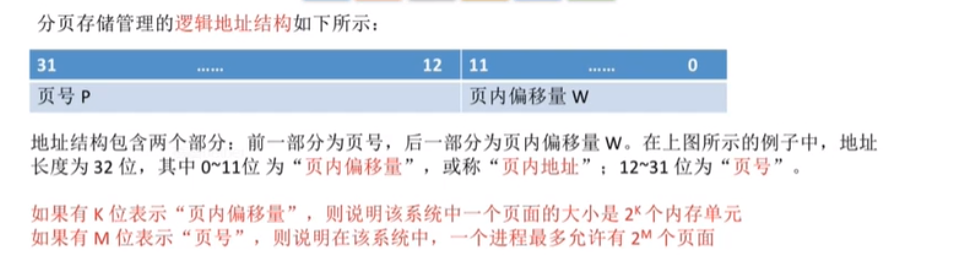 分页存储管理的逻辑地址结构如下所示：
31 …… 12 11 …… 0
页号 P 页内偏移量 W
地址结构包含两个部分：前一部分为页号，后一部分为页内偏移量 W。在上图所示的例子中，地址
长度为 32 位，其中 0~11位 为“页内偏移量”，或称“页内地址”；12~31 位为“页号”。
如果有 K 位表示“页内偏移量”，则说明该系统中一个页面的大小是 2ᴷ 个内存单元
如果有 M 位表示“页号”，则说明在该系统中，一个进程最多允许有 2ᴹ 个页面